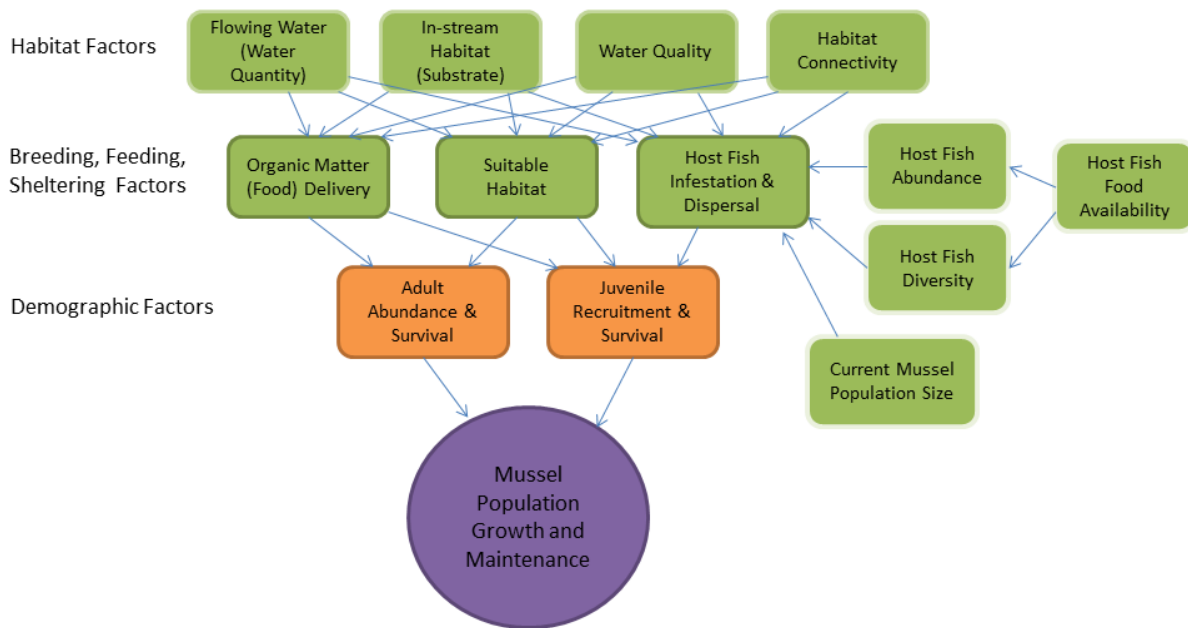 Habitat Factors
Flowing Water
(Water
Quantity)
In-stream
Habitat
(Substrate)
Water Quality
Habitat
Connectivity
Breeding, Feeding,
Sheltering Factors
Organic Matter
(Food) Delivery
Suitable
Habitat
Host Fish
Infestation &
Dispersal
Host Fish
Abundance
Host Fish
Food
Availability
Host Fish
Diversity
Demographic Factors
Adult
Abundance &
Survival
Juvenile
Recruitment &
Survival
Current Mussel
Population Size
Mussel
Population
Growth and
Maintenance